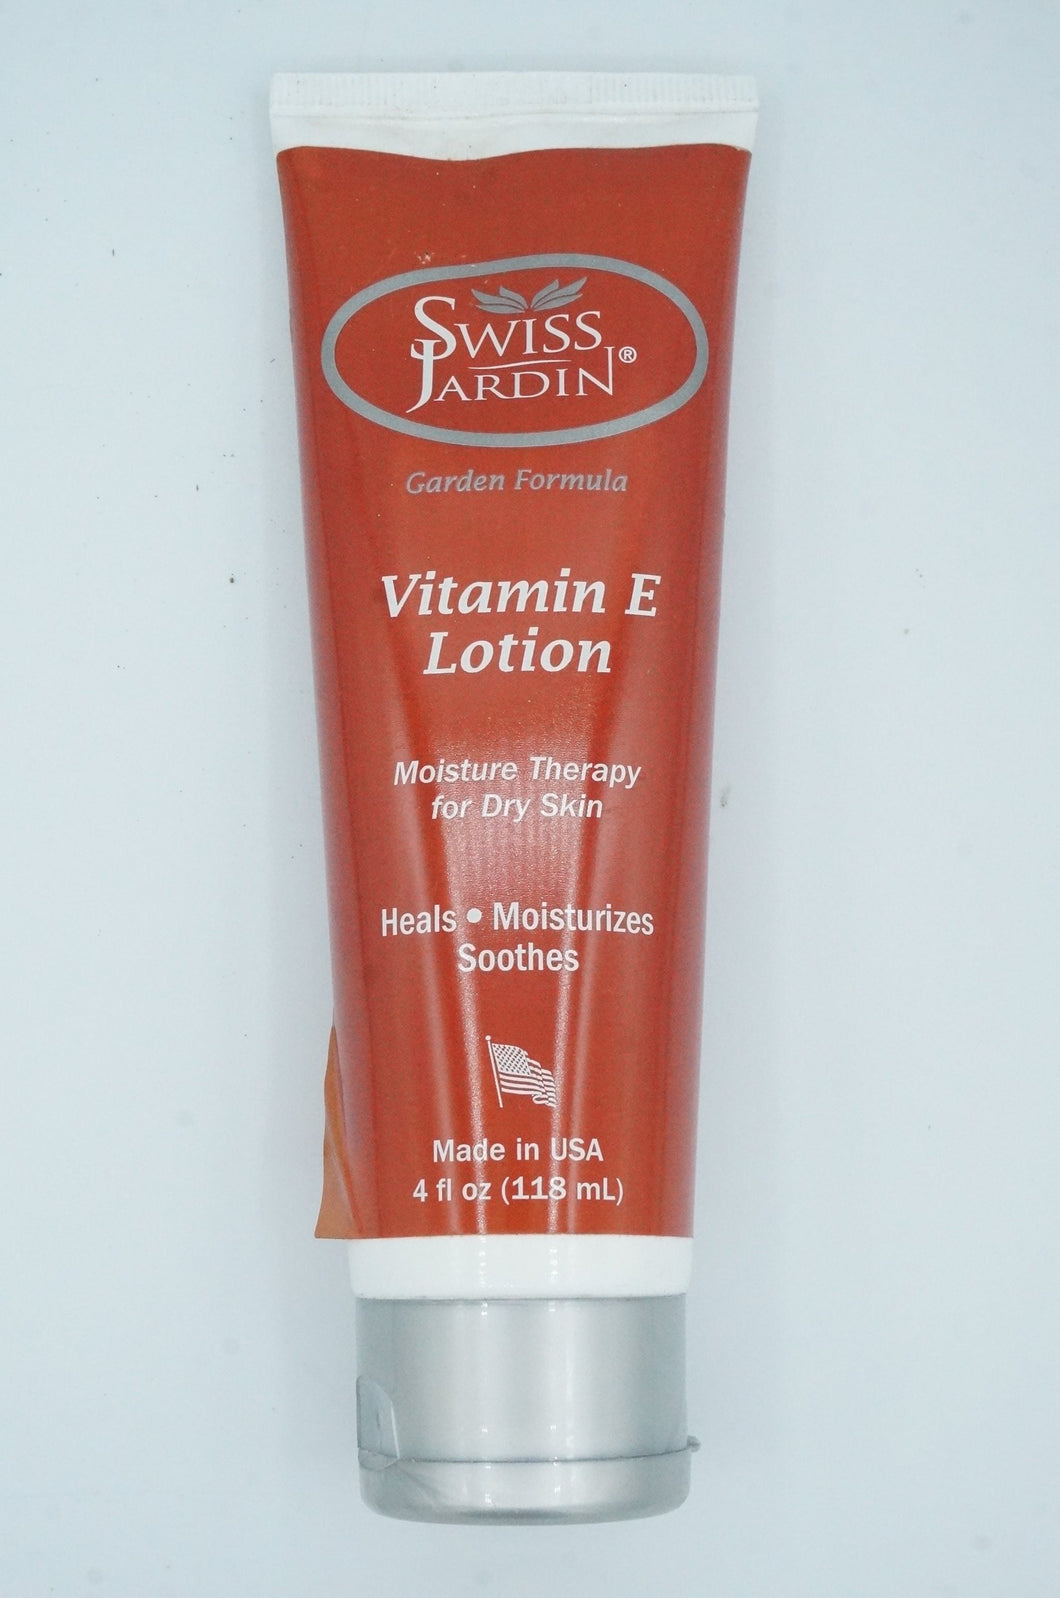 SWISS
JARDIN®
Garden Formula
Vitamin E
Lotion
Moisture Therapy
for Dry Skin
Heals • Moisturizes
Soothes
Made in USA
4 fl oz (118 mL)